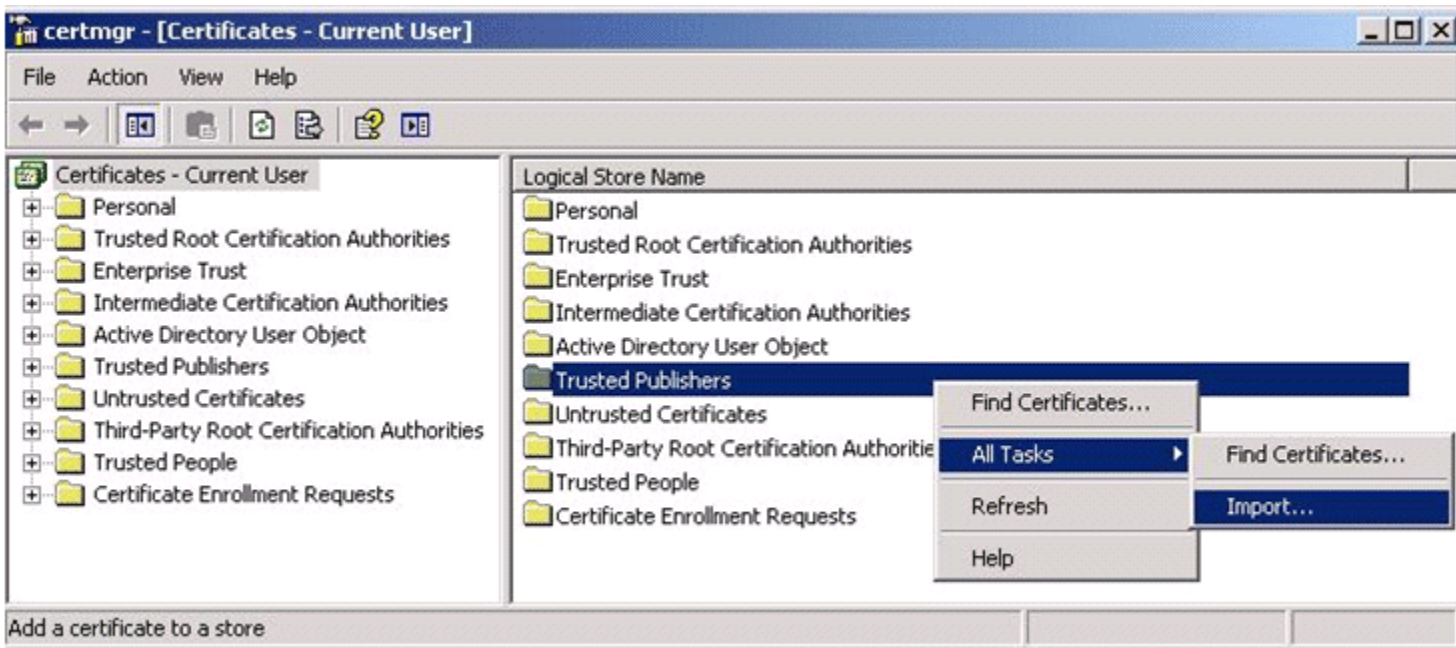 certmgr - [Certificates - Current User]
File Action View Help
Certificates - Current User
Personal
Trusted Root Certification Authorities
Enterprise Trust
Intermediate Certification Authorities
Active Directory User Object
Trusted Publishers
Untrusted Certificates
Third-Party Root Certification Authorities
Trusted People
Certificate Enrollment Requests
Logical Store Name
Personal
Trusted Root Certification Authorities
Enterprise Trust
Intermediate Certification Authorities
Active Directory User Object
Trusted Publishers
Untrusted Certificates
Third-Party Root Certification Authoritie
Trusted People
Certificate Enrollment Requests
Find Certificates...
All Tasks
Refresh
Help
Find Certificates...
Import...
Add a certificate to a store